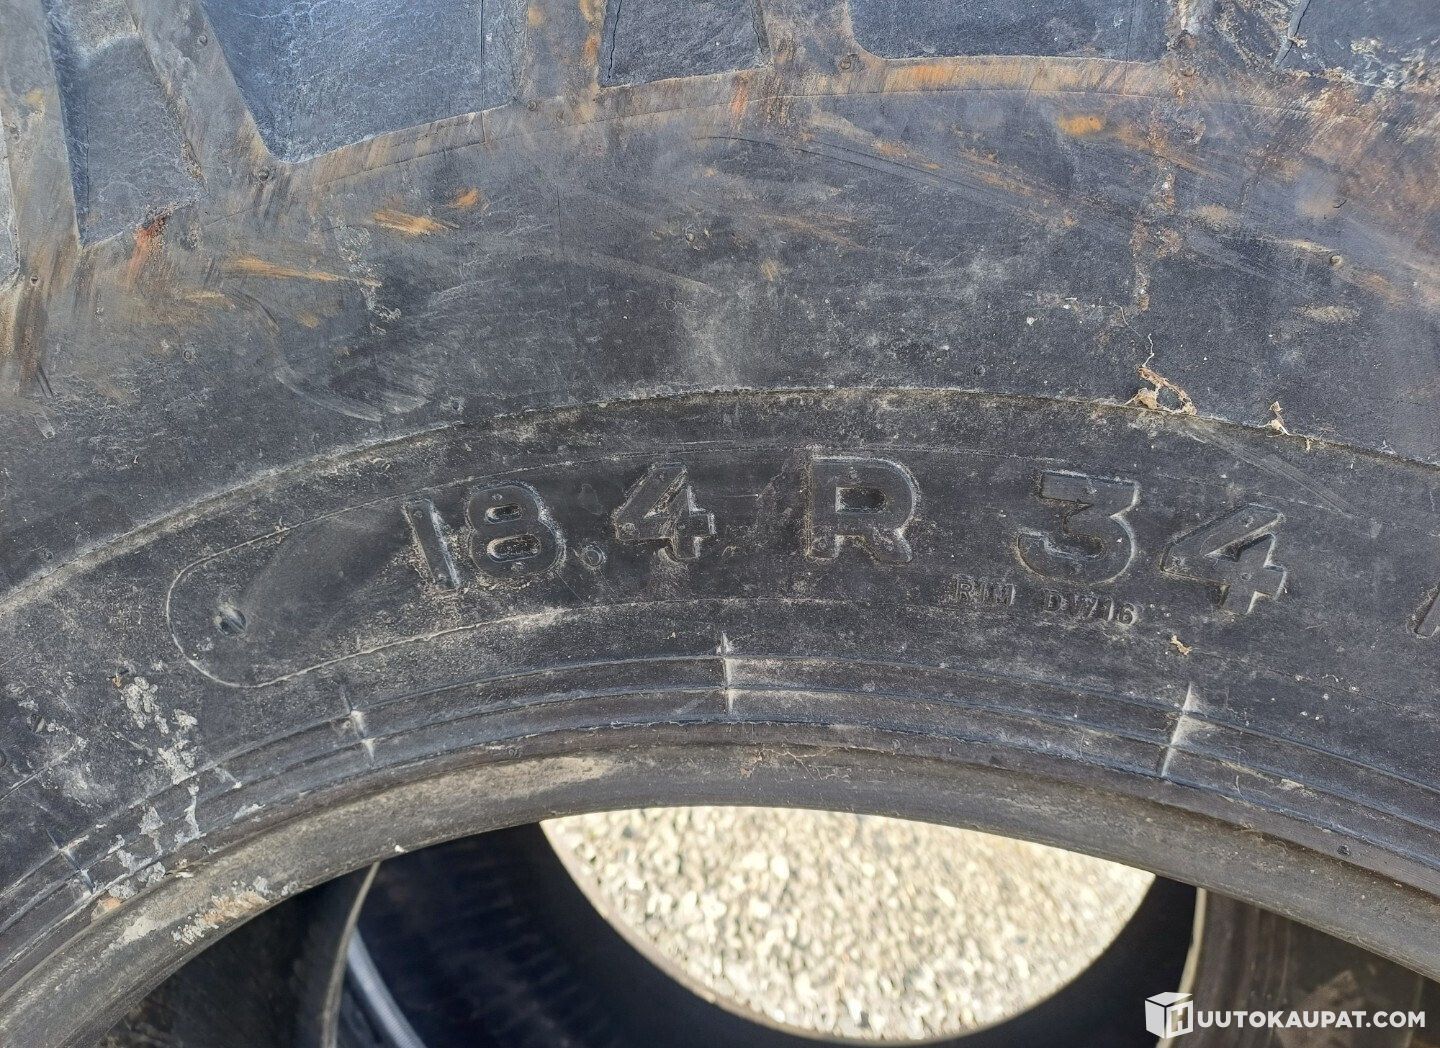 18.4 R 34
RIM DW16
HUUTOKAUPAT.COM